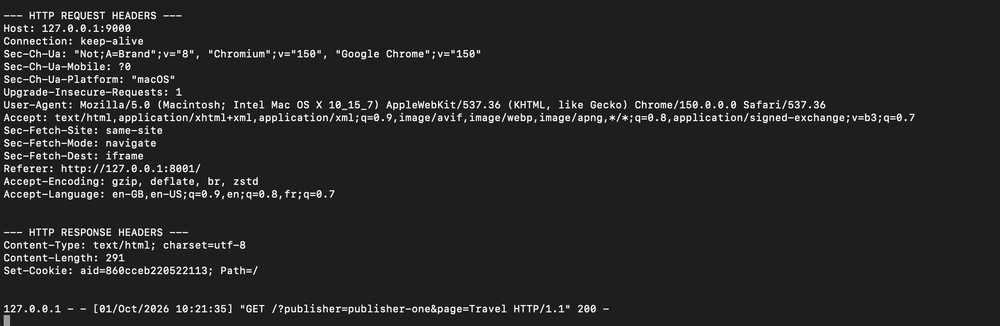 --- HTTP REQUEST HEADERS ---
Host: 127.0.0.1:9000
Connection: keep-alive
Sec-Ch-Ua: "Not;A=Brand";v="8", "Chromium";v="150", "Google Chrome";v="150"
Sec-Ch-Ua-Mobile: ?0
Sec-Ch-Ua-Platform: "macOS"
Upgrade-Insecure-Requests: 1
User-Agent: Mozilla/5.0 (Macintosh; Intel Mac OS X 10_15_7) AppleWebKit/537.36 (KHTML, like Gecko) Chrome/150.0.0.0 Safari/537.36
Accept: text/html,application/xhtml+xml,application/xml;q=0.9,image/avif,image/webp,image/apng,*/*;q=0.8,application/signed-exchange;v=b3;q=0.7
Sec-Fetch-Site: same-site
Sec-Fetch-Mode: navigate
Sec-Fetch-Dest: iframe
Referer: http://127.0.0.1:8001/
Accept-Encoding: gzip, deflate, br, zstd
Accept-Language: en-GB,en-US;q=0.9,en;q=0.8,fr;q=0.7
--- HTTP RESPONSE HEADERS ---
Content-Type: text/html; charset=utf-8
Content-Length: 291
Set-Cookie: aid=860cceb220522113; Path=/
127.0.0.1 - - [01/Oct/2026 10:21:35] "GET /?publisher=publisher-one&page=Travel HTTP/1.1" 200 -